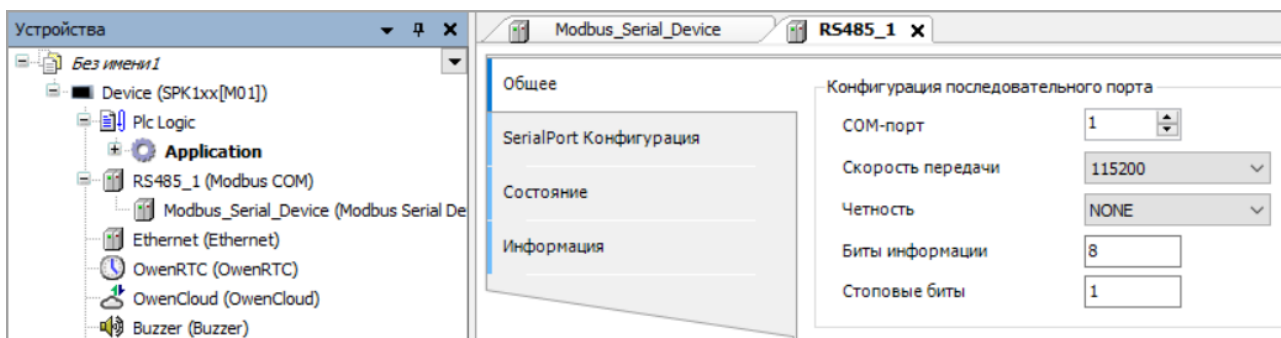 Устройства
Без имени1
Device (SPK1xx[M01])
Plc Logic
Application
RS485_1 (Modbus COM)
Modbus_Serial_Device (Modbus Serial De
Ethernet (Ethernet)
OwenRTC (OwenRTC)
OwenCloud (OwenCloud)
Buzzer (Buzzer)
Modbus_Serial_Device
RS485_1
Общее
SerialPort Конфигурация
Состояние
Информация
Конфигурация последовательного порта
COM-порт 1
Скорость передачи 115200
Четность NONE
Биты информации 8
Стоповые биты 1